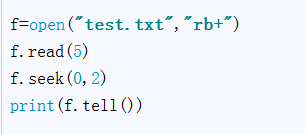 f=open("test.txt","rb+")
f.read(5)
f.seek(0,2)
print(f.tell())